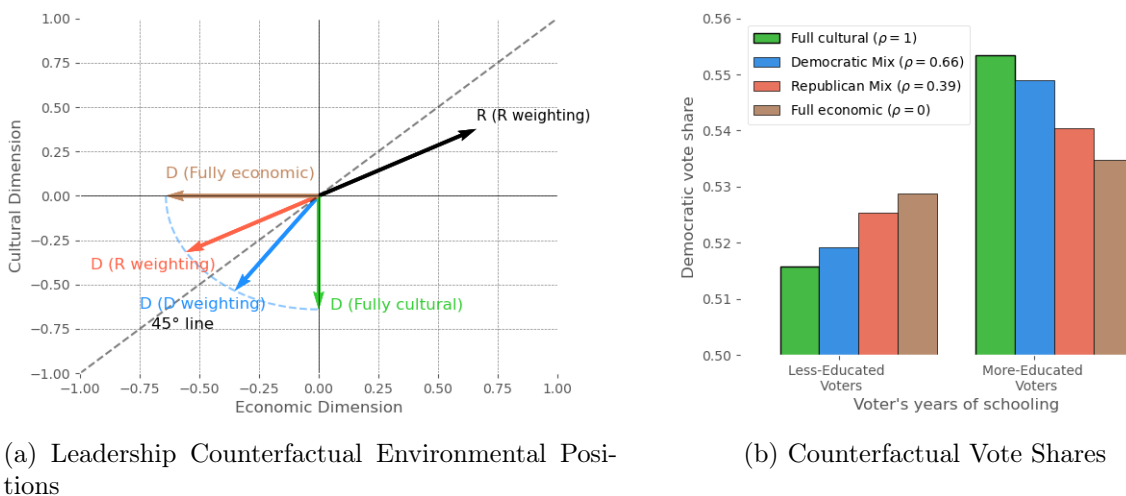 1.00
0.75
0.50
0.25
0.00
−0.25
−0.50
−0.75
−1.00
Cultural Dimension
R (R weighting)
D (Fully economic)
D (R weighting)
D (D weighting)
D (Fully cultural)
45° line
−1.00 −0.75 −0.50 −0.25 0.00 0.25 0.50 0.75 1.00
Economic Dimension
(a) Leadership Counterfactual Environmental Posi-
tions
0.56
0.55
0.54
0.53
0.52
0.51
0.50
Democratic vote share
Full cultural (ρ = 1)
Democratic Mix (ρ = 0.66)
Republican Mix (ρ = 0.39)
Full economic (ρ = 0)
Less-Educated
Voters
More-Educated
Voters
Voter's years of schooling
(b) Counterfactual Vote Shares